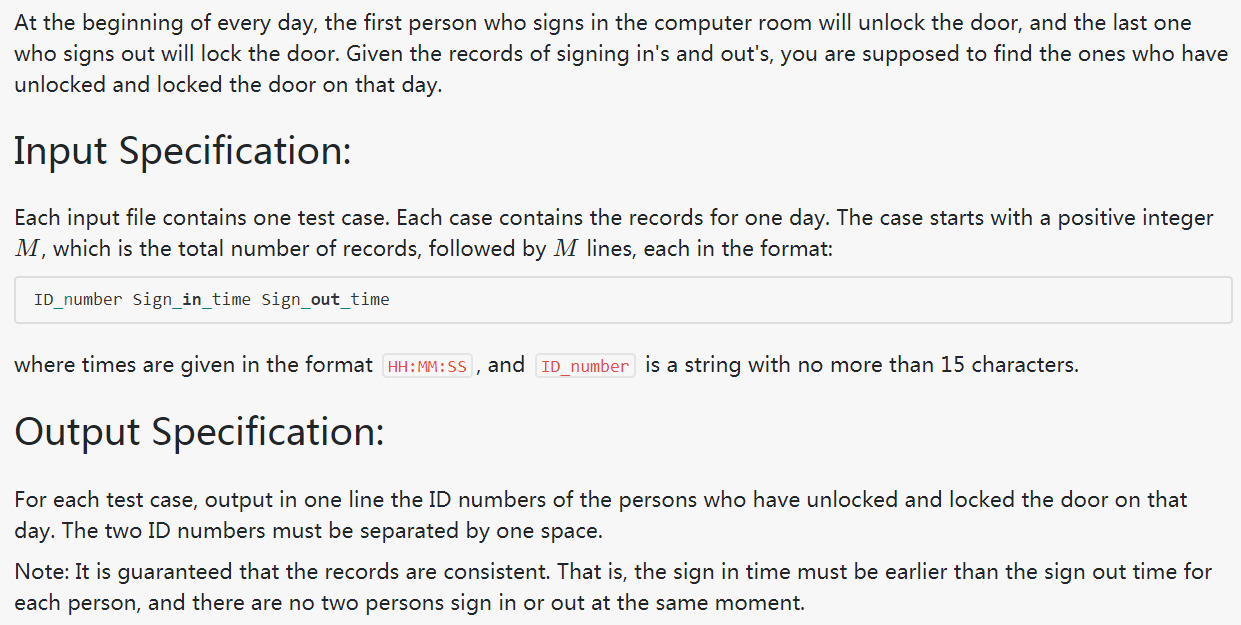 At the beginning of every day, the first person who signs in the computer room will unlock the door, and the last one
who signs out will lock the door. Given the records of signing in's and out's, you are supposed to find the ones who have
unlocked and locked the door on that day.
Input Specification:
Each input file contains one test case. Each case contains the records for one day. The case starts with a positive integer
M, which is the total number of records, followed by M lines, each in the format:
ID_number Sign_in_time Sign_out_time
where times are given in the format HH:MM:SS, and ID_number is a string with no more than 15 characters.
Output Specification:
For each test case, output in one line the ID numbers of the persons who have unlocked and locked the door on that
day. The two ID numbers must be separated by one space.
Note: It is guaranteed that the records are consistent. That is, the sign in time must be earlier than the sign out time for
each person, and there are no two persons sign in or out at the same moment.